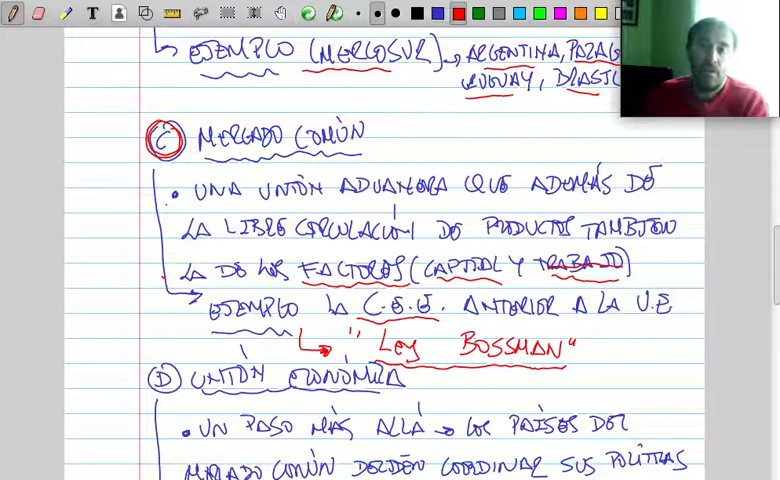 EJEMPLO (MERCOSUR) → ARGENTINA,
URUGUAY, BRASIL
C MERCADO COMÚN
• UNA UNIÓN ADUANERA QUE ADEMÁS DE
LA LIBRE CIRCULACIÓN DE PRODUCTOS TAMBIÉN
LA DE LOS FACTORES (CAPITAL Y TRABAJO)
EJEMPLO LA C.E.E. ANTERIOR A LA U.E
" LEY BOSSMAN"
D UNIÓN ECONÓMICA
• UN PASO MÁS ALLÁ → LOS PAÍSES DEL
MERCADO COMÚN DECIDEN COORDINAR SUS POLÍTICAS